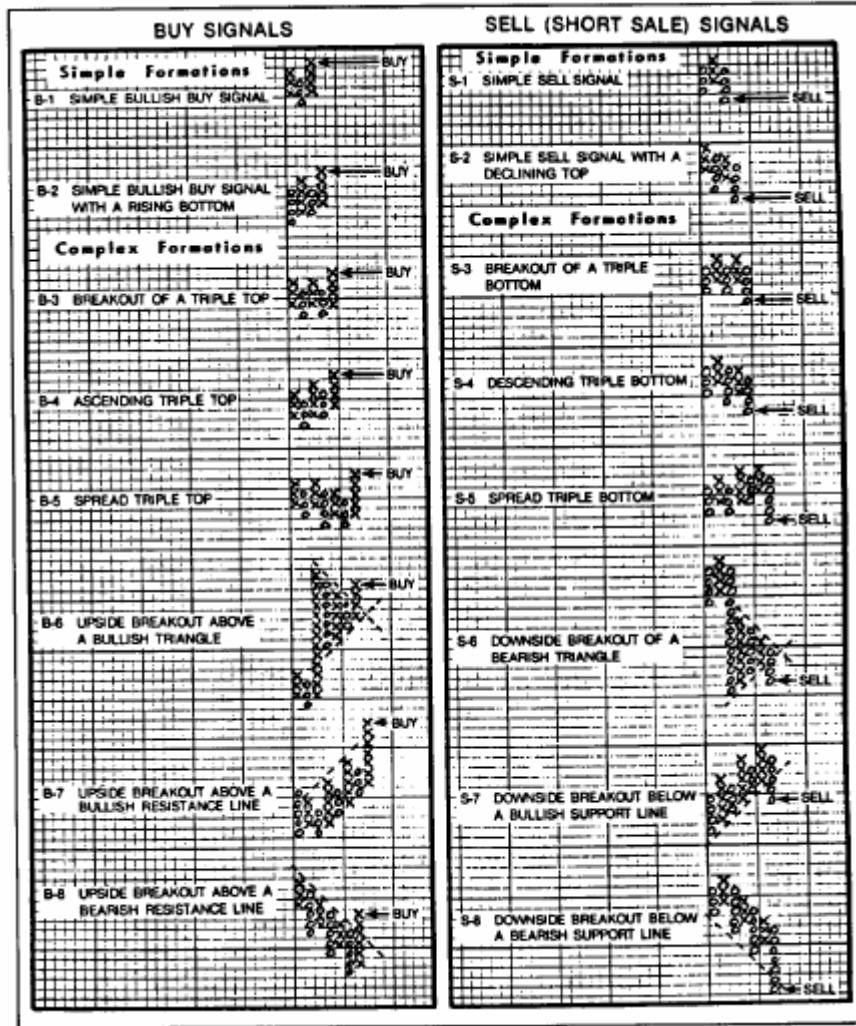 BUY SIGNALS
Simple Formations
BUY
B-1 SIMPLE BULLISH BUY SIGNAL
BUY
B-2 SIMPLE BULLISH BUY SIGNAL
WITH A RISING BOTTOM
Complex Formations
BUY
B-3 BREAKOUT OF A TRIPLE TOP
BUY
B-4 ASCENDING TRIPLE TOP
BUY
B-5 SPREAD TRIPLE TOP
BUY
B-6 UPSIDE BREAKOUT ABOVE
A BULLISH TRIANGLE
BUY
B-7 UPSIDE BREAKOUT ABOVE A
BULLISH RESISTANCE LINE
B-8 UPSIDE BREAKOUT ABOVE A
BEARISH RESISTANCE LINE
BUY
SELL (SHORT SALE) SIGNALS
Simple Formations
S-1 SIMPLE SELL SIGNAL
SELL
S-2 SIMPLE SELL SIGNAL WITH A
DECLINING TOP
SELL
Complex Formations
S-3 BREAKOUT OF A TRIPLE
BOTTOM
SELL
S-4 DESCENDING TRIPLE BOTTOM
SELL
S-5 SPREAD TRIPLE BOTTOM
SELL
S-6 DOWNSIDE BREAKOUT OF A
BEARISH TRIANGLE
SELL
S-7 DOWNSIDE BREAKOUT BELOW
A BULLISH SUPPORT LINE
SELL
S-8 DOWNSIDE BREAKOUT BELOW
A BEARISH SUPPORT LINE
SELL